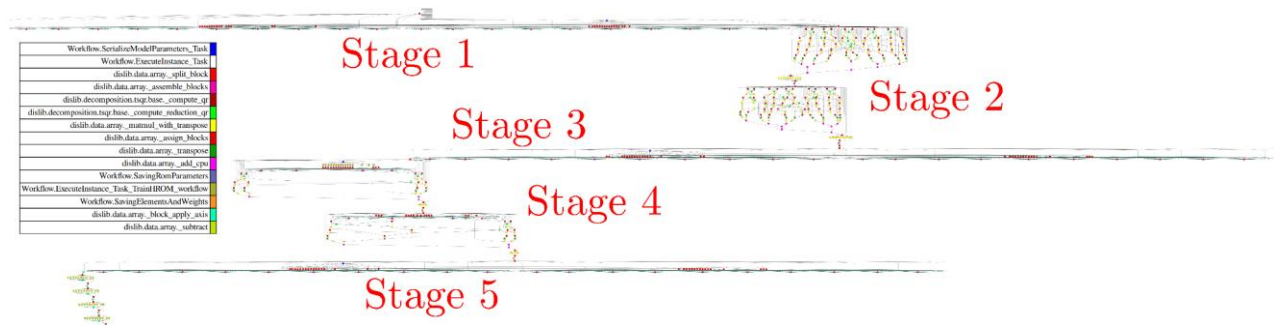 Stage 1
Workflow.SerializeModelParameters_Task
Workflow.ExecuteInstance_Task
dislib.data.array._split_block
dislib.data.array._assemble_blocks
dislib.decomposition.tsqr.base._compute_qr
dislib.decomposition.tsqr.base._compute_reduction_qr
dislib.data.array._matmul_with_transpose
dislib.data.array._assign_blocks
dislib.data.array._transpose
dislib.data.array._add_cpu
Workflow.SavingRomParameters
Workflow.ExecuteInstance_Task_TrainHROM_workflow
Workflow.SavingElementsAndWeights
dislib.data.array._block_apply_axis
dislib.data.array._subtract
Stage 2
Stage 3
Stage 4
Stage 5